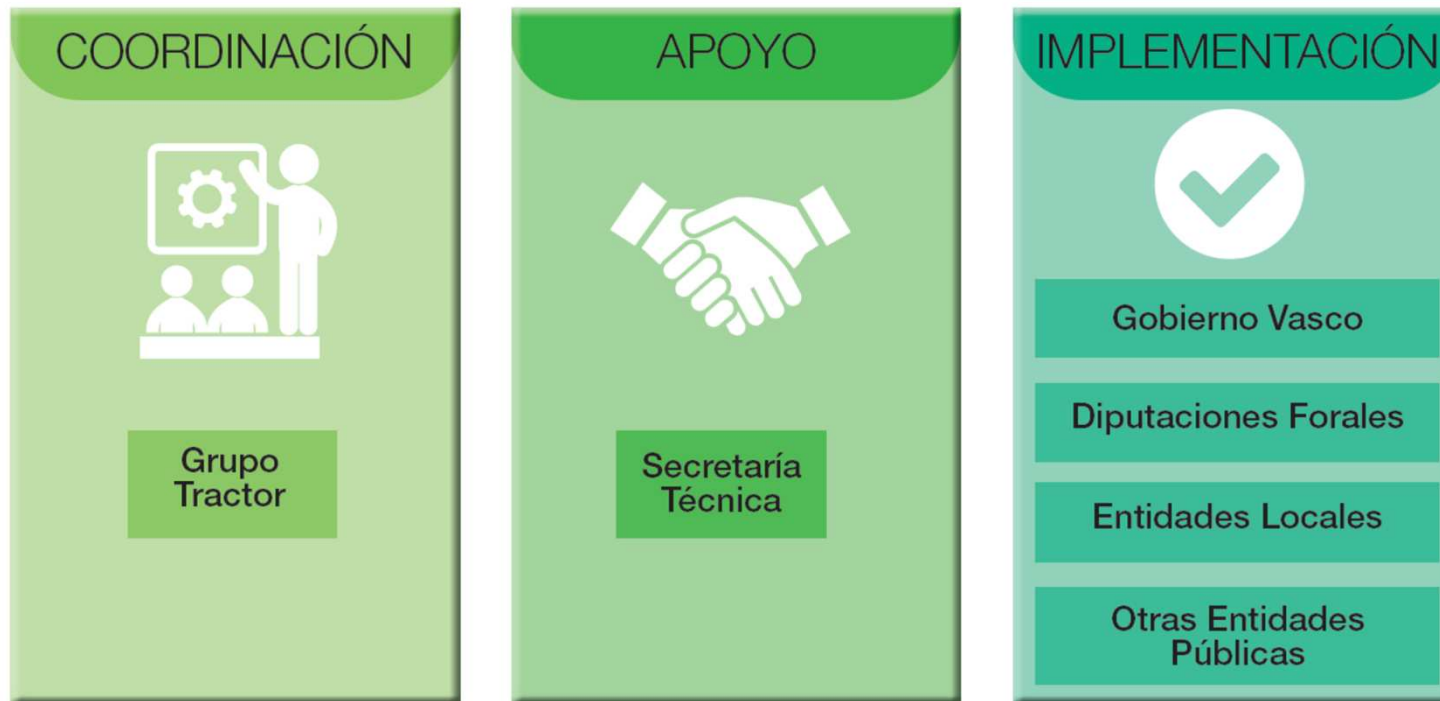 COORDINACIÓN
Grupo
Tractor
APOYO
Secretaría
Técnica
IMPLEMENTACIÓN
Gobierno Vasco
Diputaciones Forales
Entidades Locales
Otras Entidades
Públicas